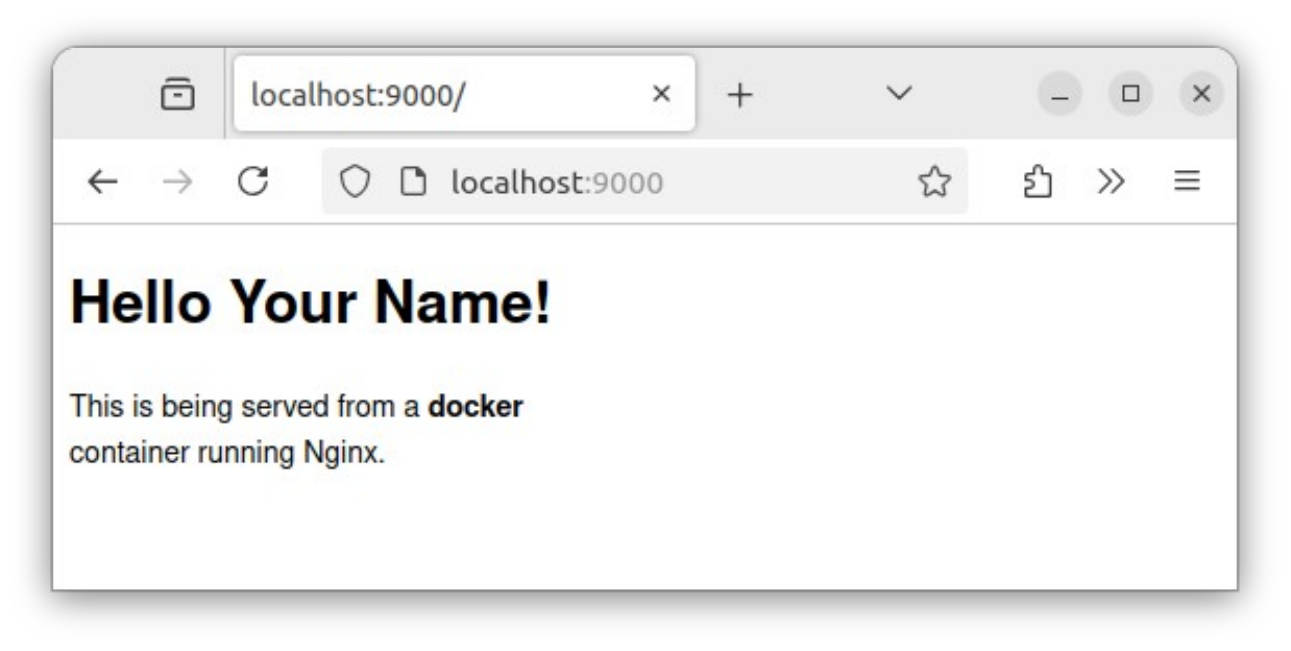 localhost:9000/
localhost:9000
Hello Your Name!
This is being served from a docker
container running Nginx.